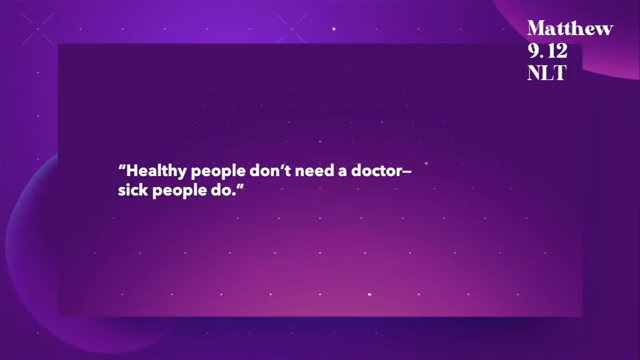 Matthew
9.12
NLT
“Healthy people don’t need a doctor—
sick people do.”